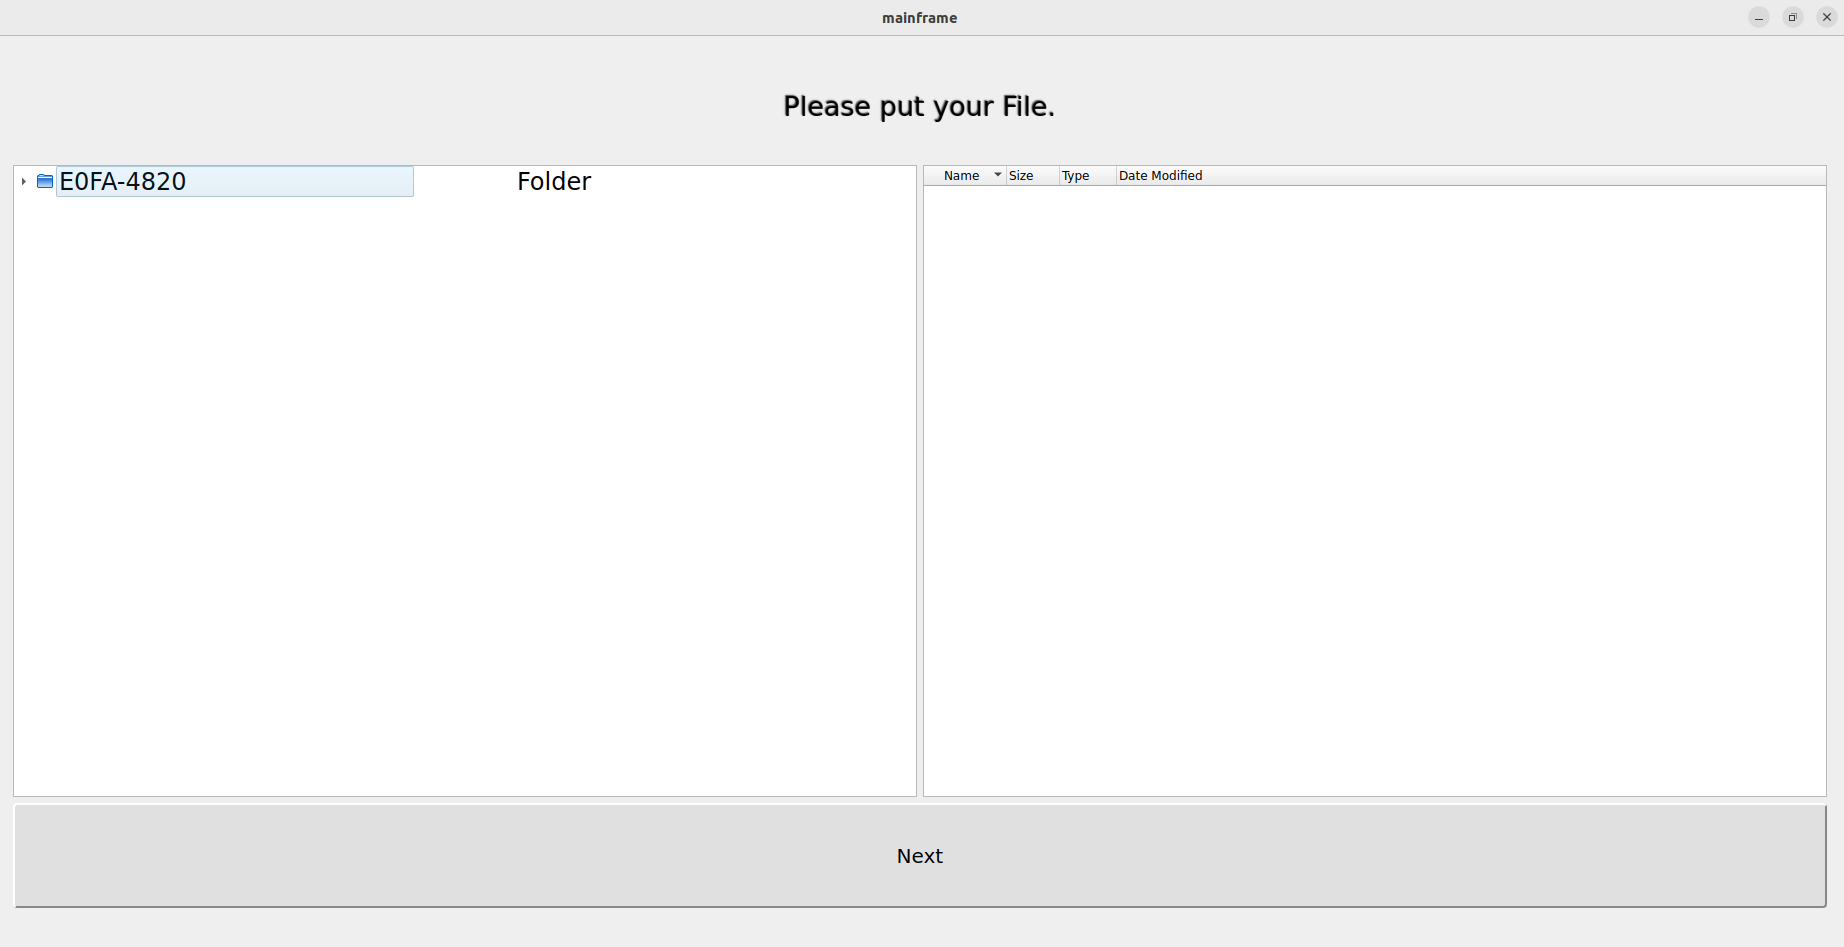 mainframe
Please put your File.
E0FA-4820 Folder
Name Size Type Date Modified
Next